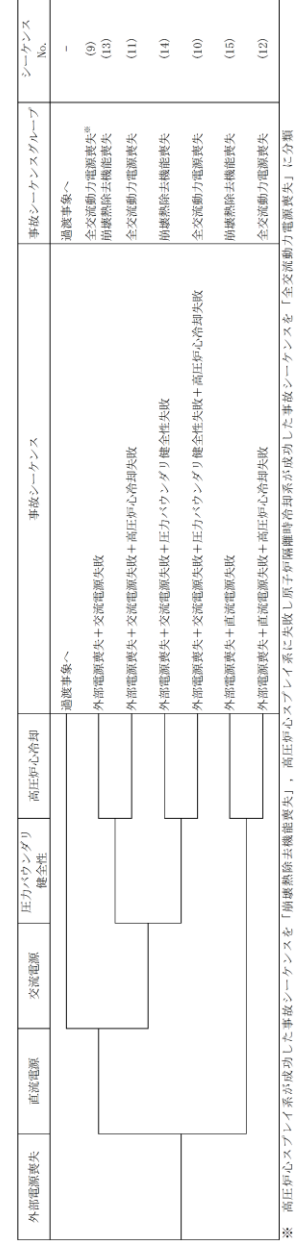 外部電源喪失 直流電源 交流電源 圧力バウンダリ健全性 高圧炉心冷却 事故シーケンス 事故シーケンスグループ シーケンスNo.
過渡事象へ 過渡事象へ －
外部電源喪失＋交流電源失敗 全交流動力電源喪失※ (9)
崩壊熱除去機能喪失 (13)
外部電源喪失＋交流電源失敗＋高圧炉心冷却失敗 全交流動力電源喪失 (11)
外部電源喪失＋交流電源失敗＋圧力バウンダリ健全性失敗 崩壊熱除去機能喪失 (14)
外部電源喪失＋交流電源失敗＋圧力バウンダリ健全性失敗＋高圧炉心冷却失敗 全交流動力電源喪失 (10)
外部電源喪失＋直流電源失敗 崩壊熱除去機能喪失 (15)
外部電源喪失＋直流電源失敗＋高圧炉心冷却失敗 全交流動力電源喪失 (12)
※ 高圧炉心スプレイ系が成功した事故シーケンスを「崩壊熱除去機能喪失」，高圧炉心スプレイ系に失敗し原子炉隔離時冷却系が成功した事故シーケンスを「全交流動力電源喪失」に分類